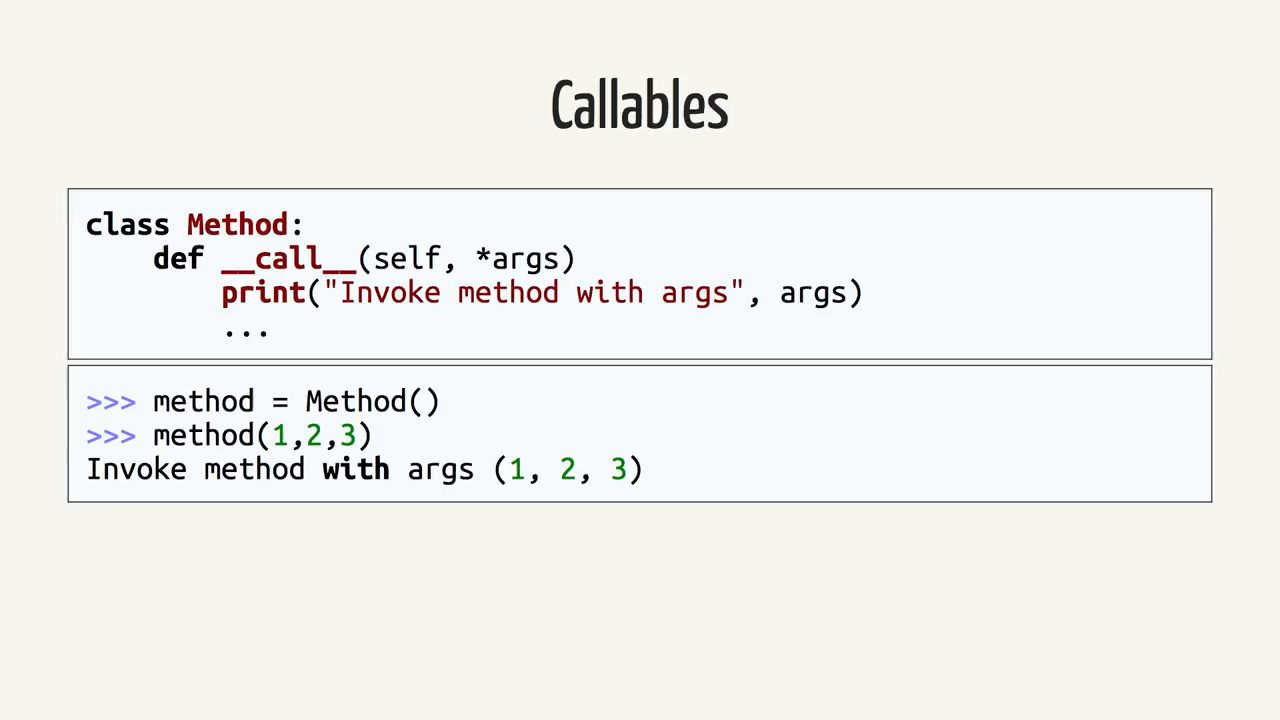 Callables
class Method:
    def __call__(self, *args)
        print("Invoke method with args", args)
        ...
>>> method = Method()
>>> method(1,2,3)
Invoke method with args (1, 2, 3)